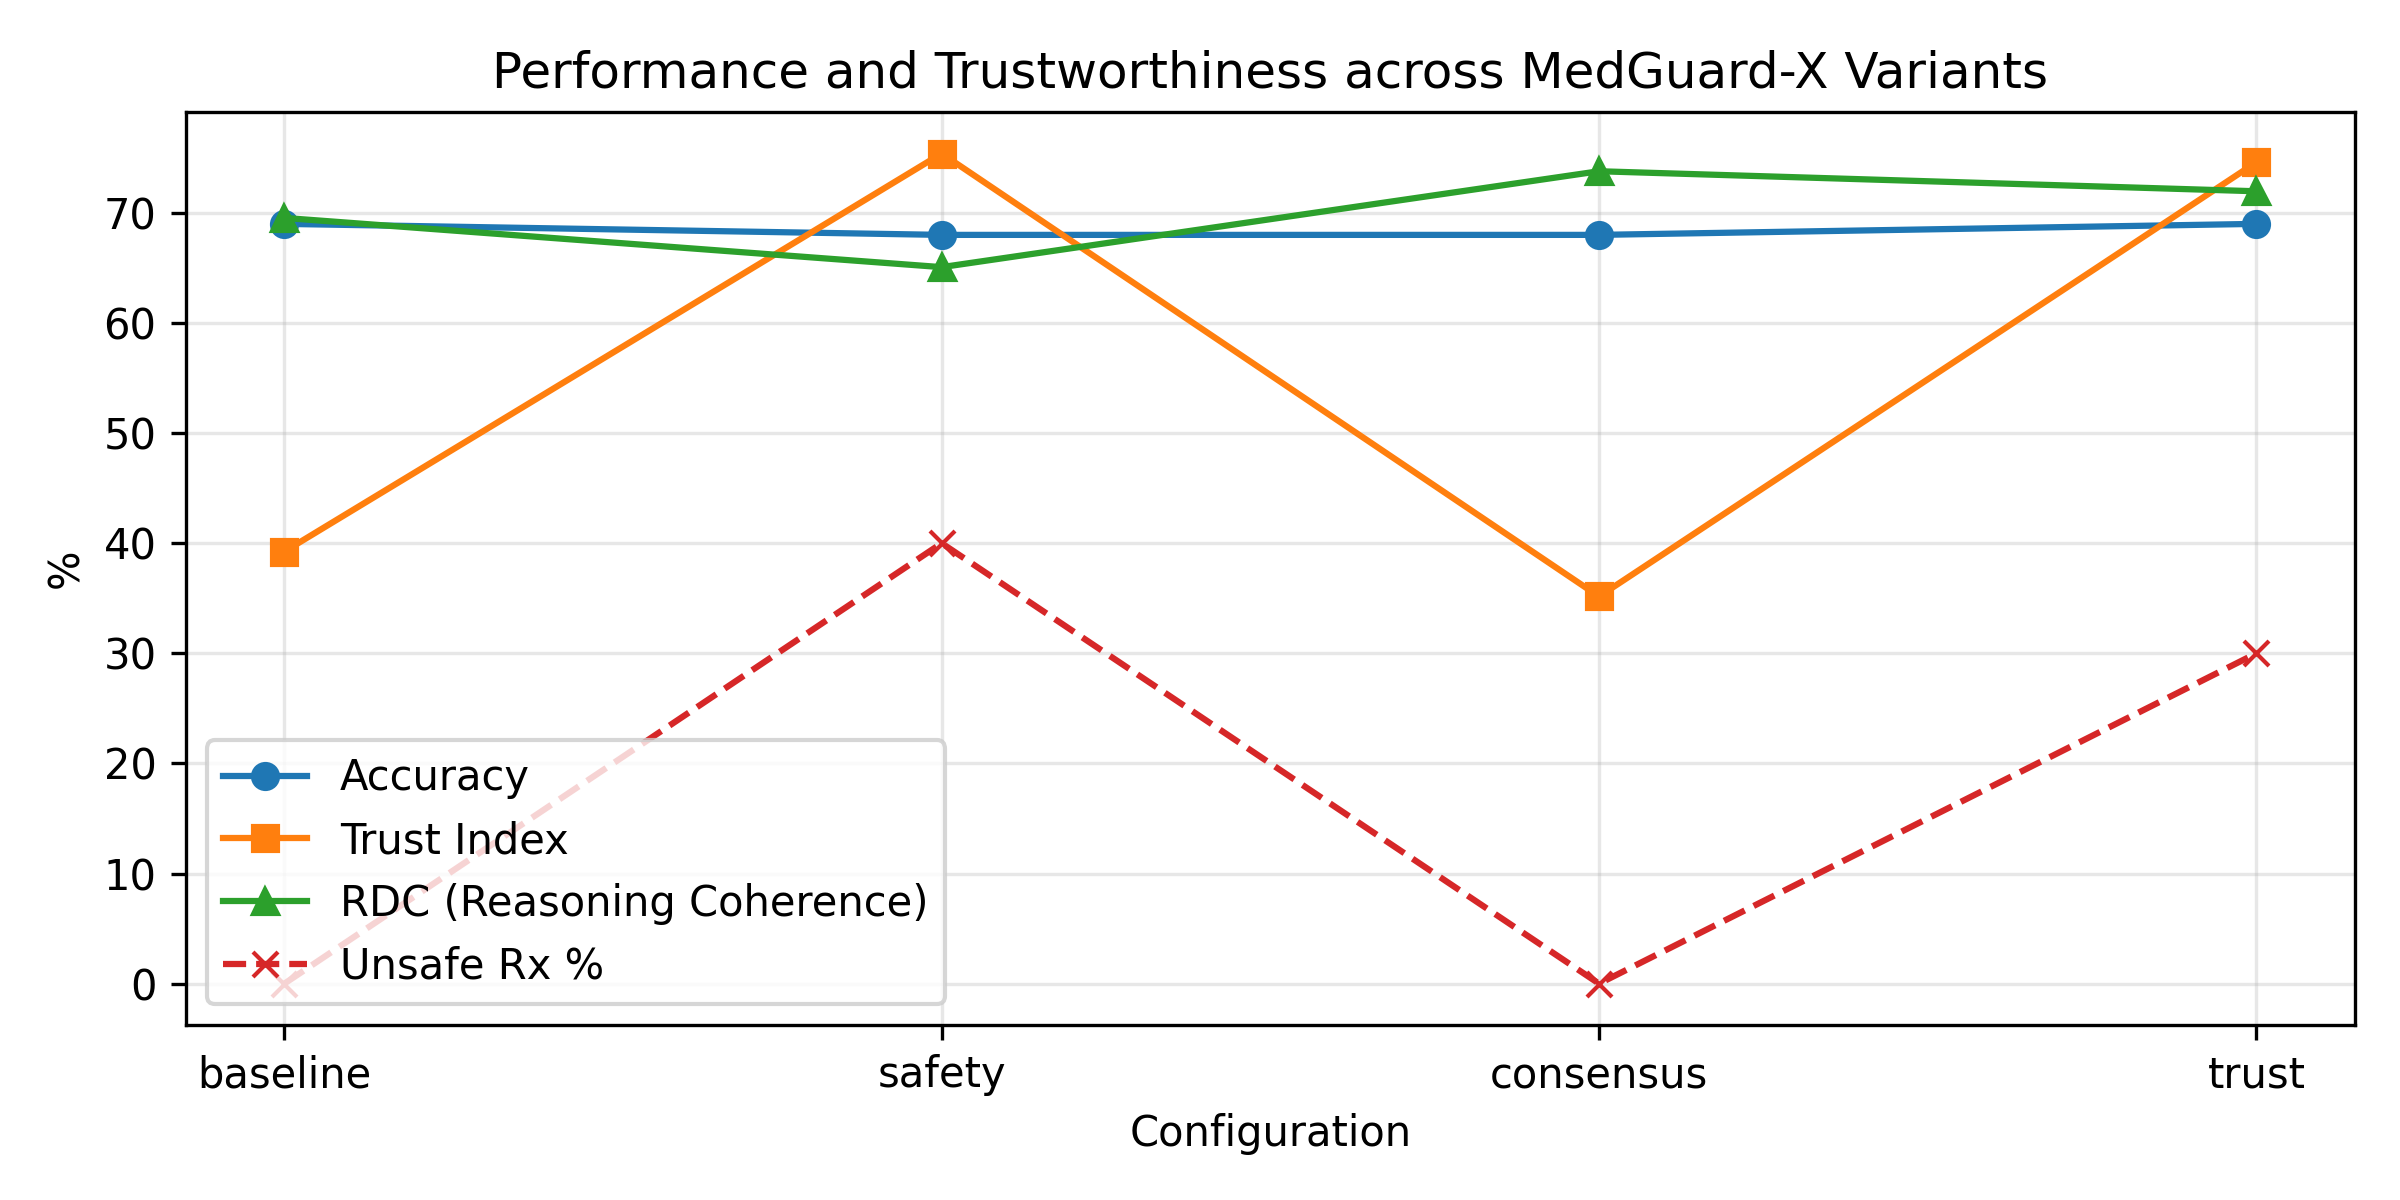 Performance and Trustworthiness across MedGuard-X Variants
%
70
60
50
40
30
20
10
0
Accuracy
Trust Index
RDC (Reasoning Coherence)
Unsafe Rx %
baseline
safety
consensus
trust
Configuration